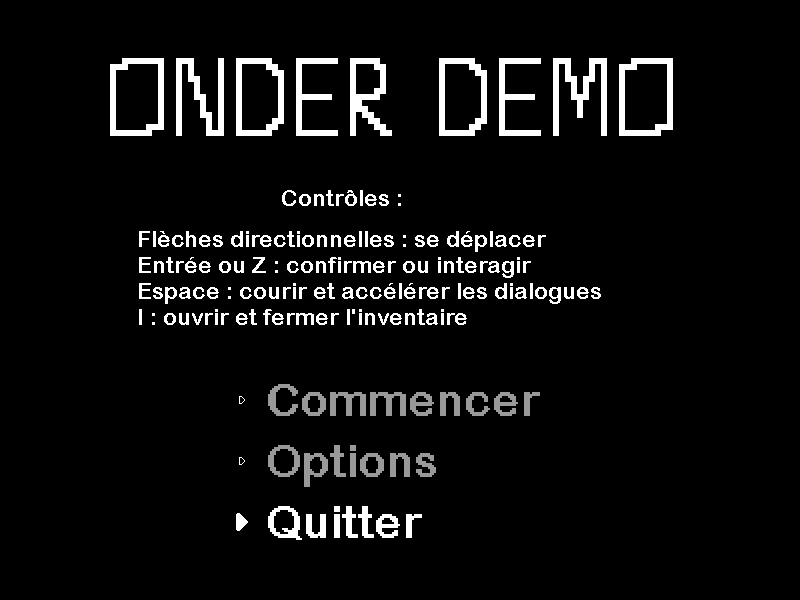 ONDER DEMO
Contrôles :
Flèches directionnelles : se déplacer
Entrée ou Z : confirmer ou interagir
Espace : courir et accélérer les dialogues
I : ouvrir et fermer l'inventaire
Commencer
Options
Quitter